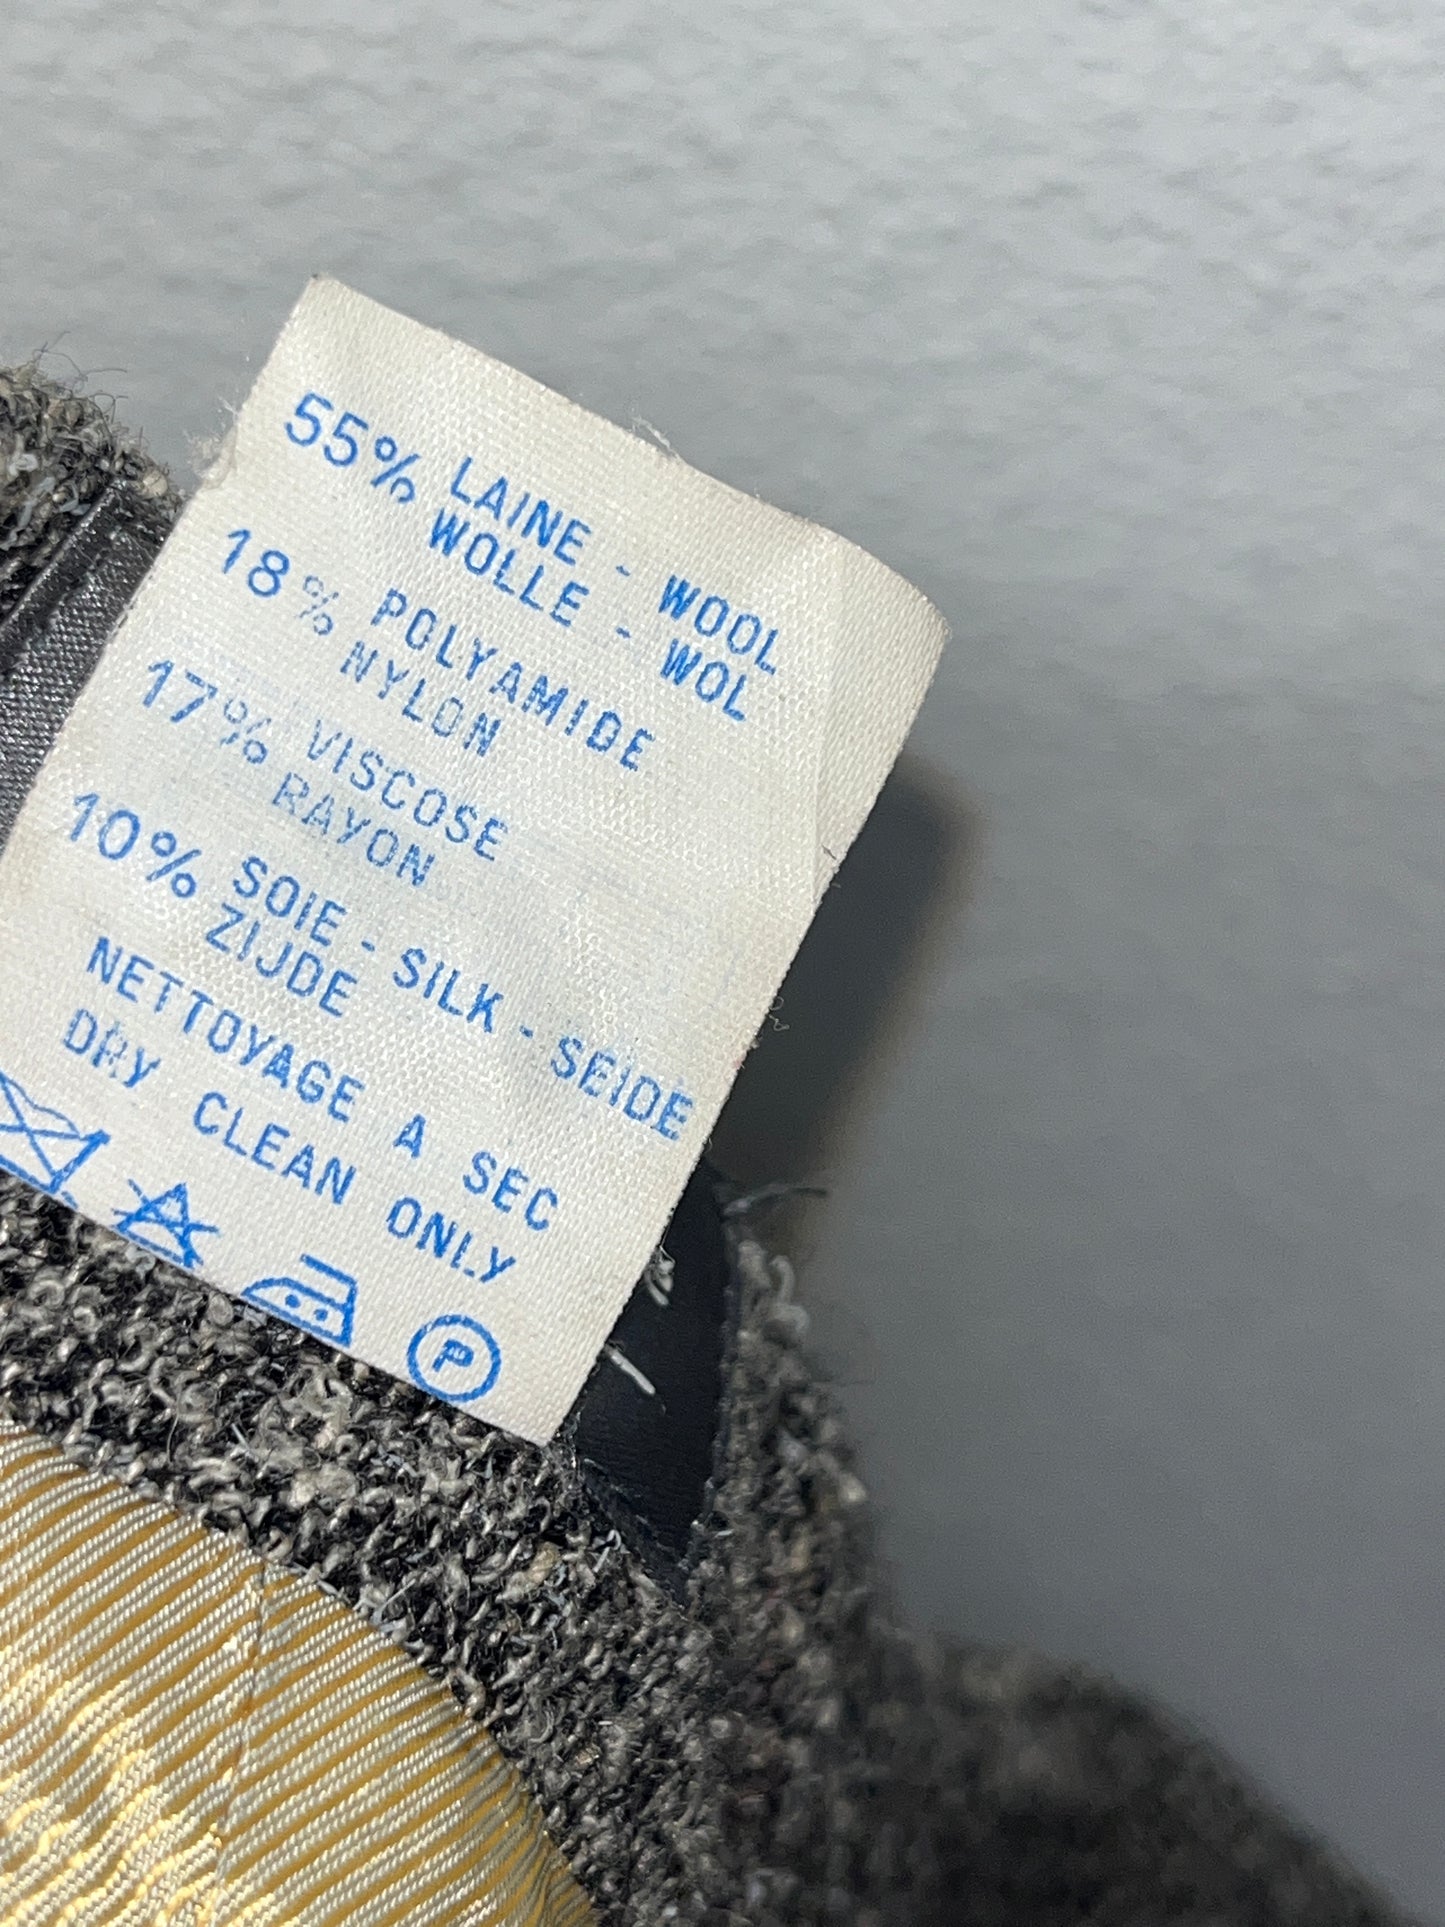 55% LAINE - WOOL
WOLLE - WOL
18% POLYAMIDE
NYLON
17% VISCOSE
RAYON
10% SOIE - SILK - SEIDE
ZIJDE
NETTOYAGE A SEC
DRY CLEAN ONLY
P